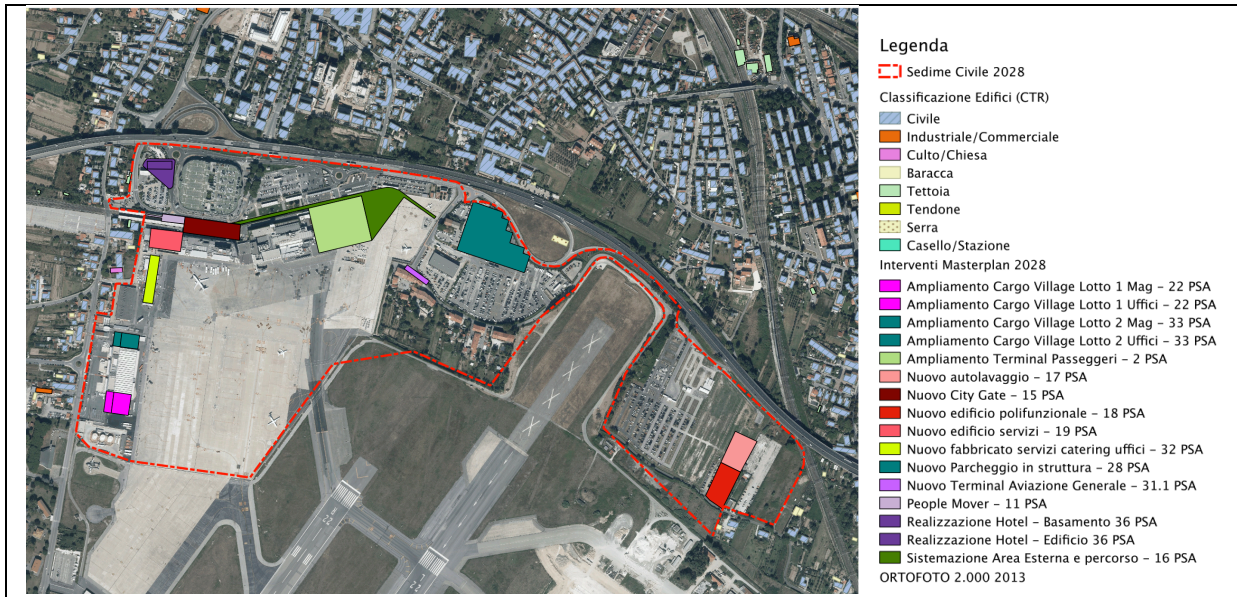 Legenda
Sedime Civile 2028
Classificazione Edifici (CTR)
Civile
Industriale/Commerciale
Culto/Chiesa
Baracca
Tettoia
Tendone
Serra
Casello/Stazione
Interventi Masterplan 2028
Ampliamento Cargo Village Lotto 1 Mag – 22 PSA
Ampliamento Cargo Village Lotto 1 Uffici – 22 PSA
Ampliamento Cargo Village Lotto 2 Mag – 33 PSA
Ampliamento Cargo Village Lotto 2 Uffici – 33 PSA
Ampliamento Terminal Passeggeri – 2 PSA
Nuovo autolavaggio – 17 PSA
Nuovo City Gate – 15 PSA
Nuovo edificio polifunzionale – 18 PSA
Nuovo edificio servizi – 19 PSA
Nuovo fabbricato servizi catering uffici – 32 PSA
Nuovo Parcheggio in struttura – 28 PSA
Nuovo Terminal Aviazione Generale – 31.1 PSA
People Mover – 11 PSA
Realizzazione Hotel – Basamento 36 PSA
Realizzazione Hotel – Edificio 36 PSA
Sistemazione Area Esterna e percorso – 16 PSA
ORTOFOTO 2.000 2013